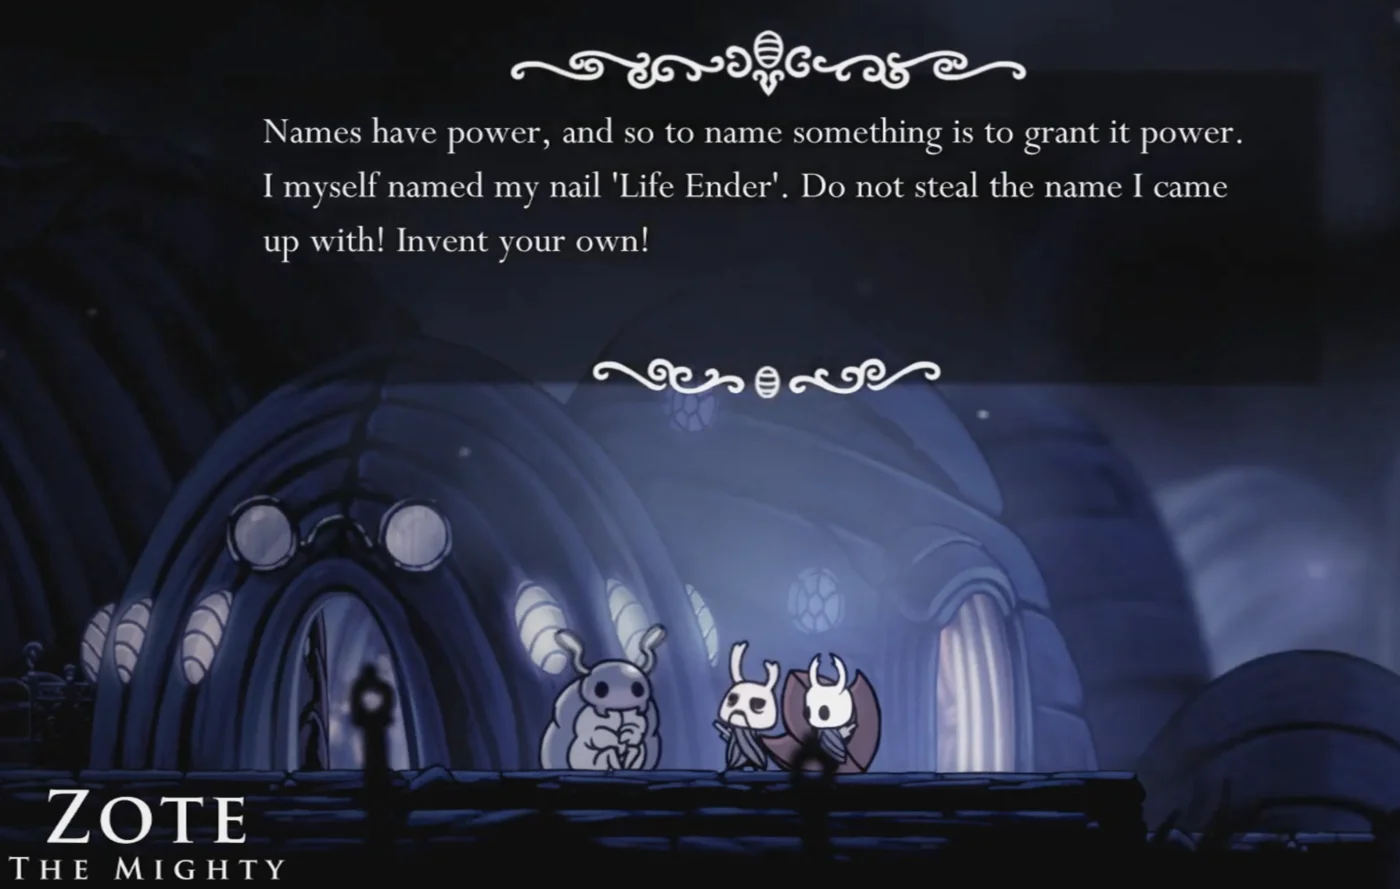 Names have power, and so to name something is to grant it power.
I myself named my nail 'Life Ender'. Do not steal the name I came
up with! Invent your own!
ZOTE
THE MIGHTY